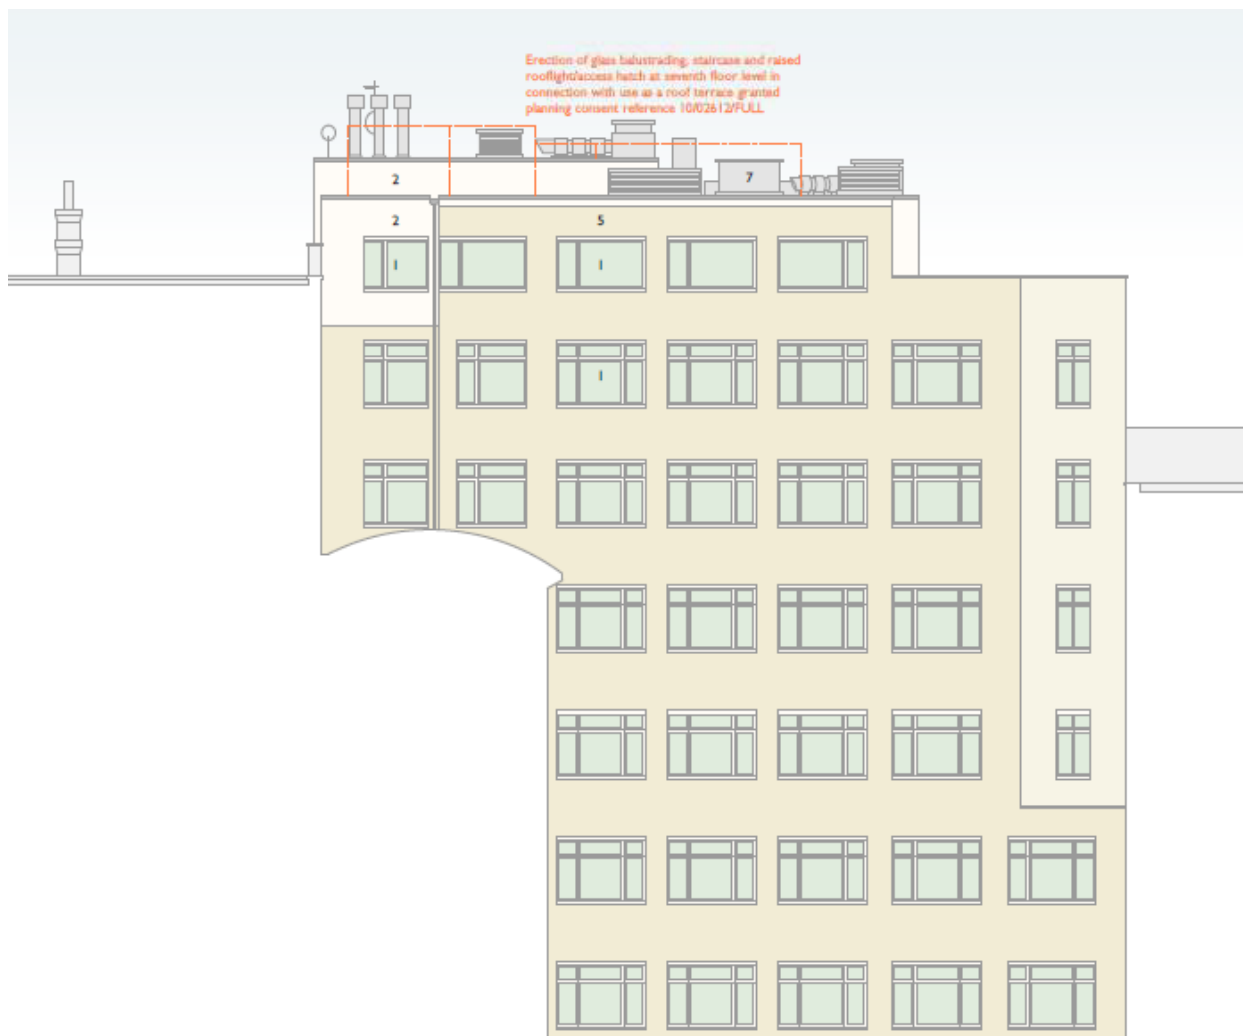 Erection of glass balustrading, staircase and raised
rooflight/access hatch at seventh floor level in
connection with use as a roof terrace granted
planning consent reference 10/02612/FULL
2
7
2
5
1
1
1